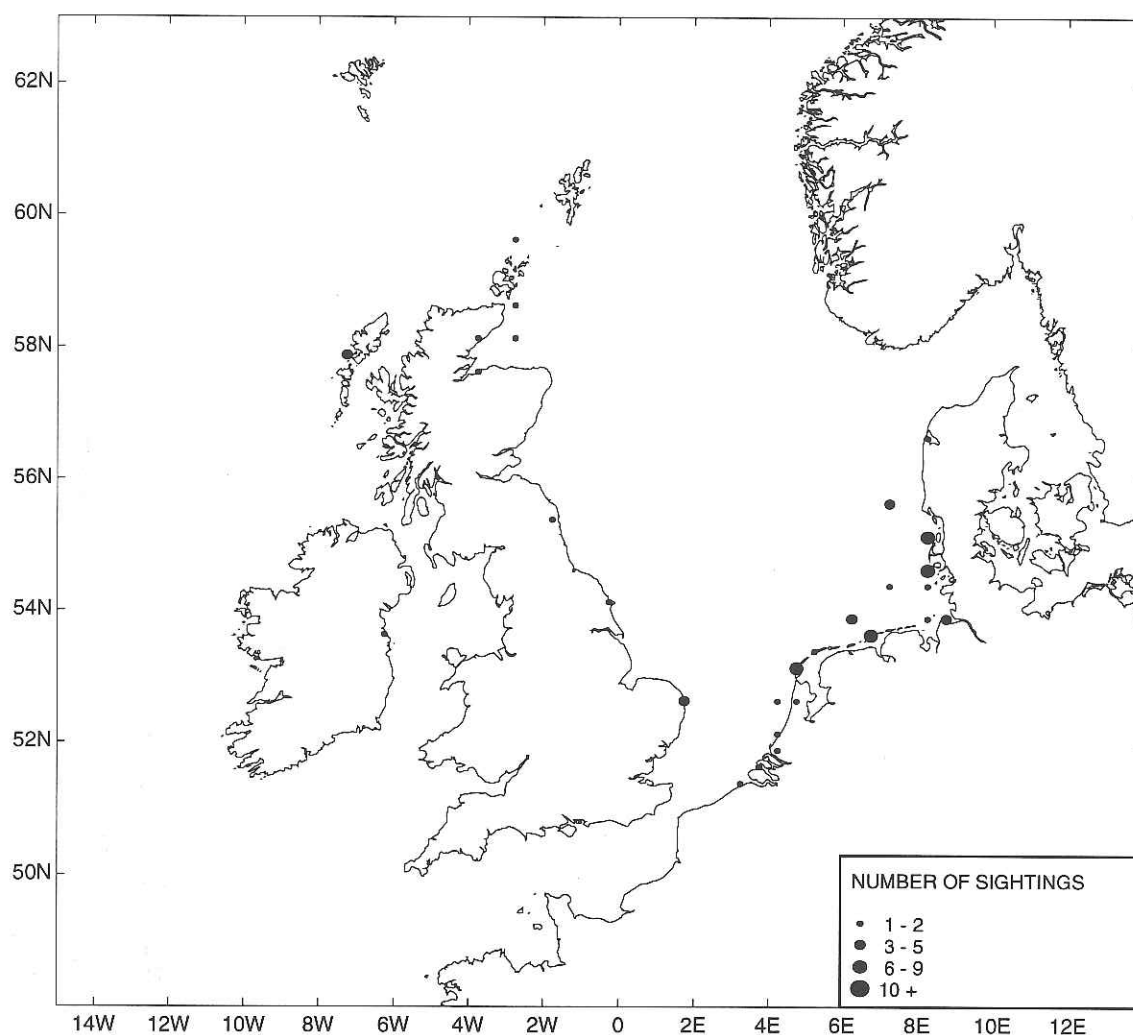 62N
60N
58N
56N
54N
52N
50N
14W 12W 10W 8W 6W 4W 2W 0 2E 4E 6E 8E 10E 12E
NUMBER OF SIGHTINGS
1 - 2
3 - 5
6 - 9
10 +